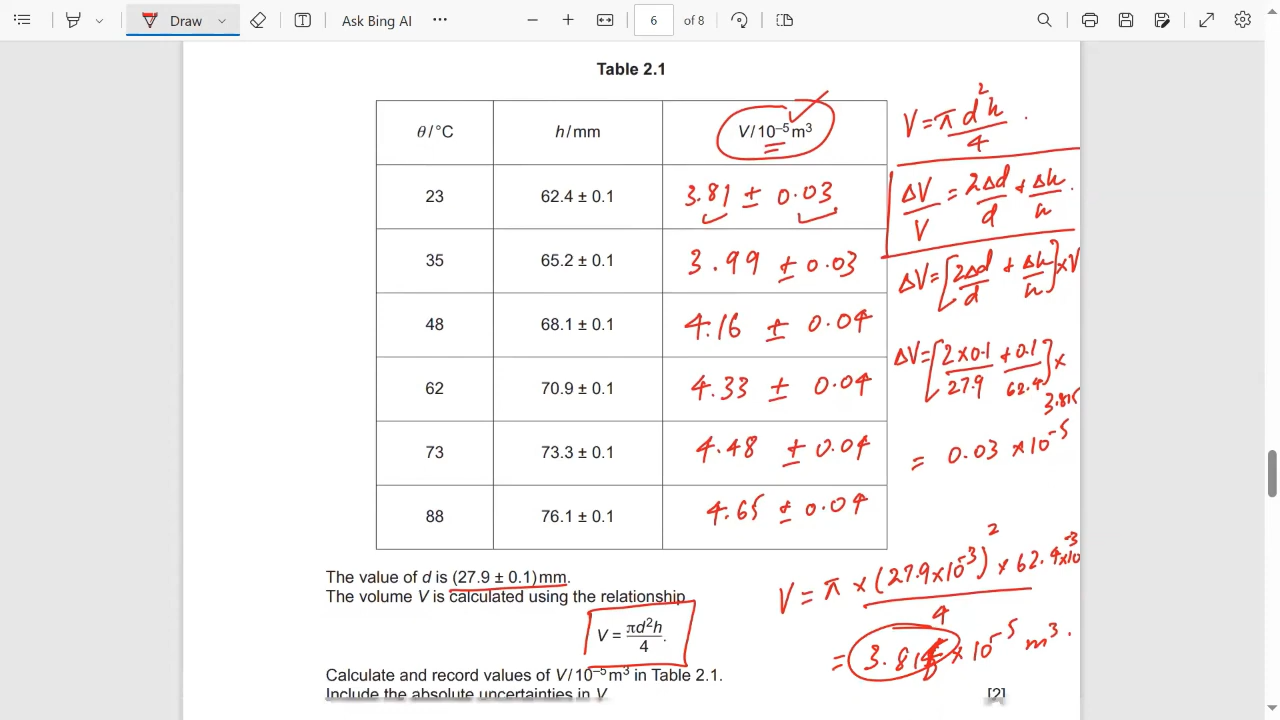 Draw
Ask Bing AI
6 of 8
Table 2.1
θ/°C h/mm V/10⁻⁵m³
23 62.4 ± 0.1 3.81 ± 0.03
35 65.2 ± 0.1 3.99 ± 0.03
48 68.1 ± 0.1 4.16 ± 0.04
62 70.9 ± 0.1 4.33 ± 0.04
73 73.3 ± 0.1 4.48 ± 0.04
88 76.1 ± 0.1 4.65 ± 0.04
V = πd²h/4
ΔV/V = 2Δd/d + Δh/h
ΔV = [2Δd/d + Δh/h] × V
ΔV = [2×0.1/27.9 + 0.1/62.4] ×
= 0.03 × 10⁻⁵
The value of d is (27.9 ± 0.1)mm.
The volume V is calculated using the relationship
V = πd²h/4.
Calculate and record values of V/10⁻⁵m³ in Table 2.1.
Include the absolute uncertainties in V
[2]
V = π × (27.9×10⁻³)² × 62.4×10⁻³/4
× 10⁻⁵ m³.